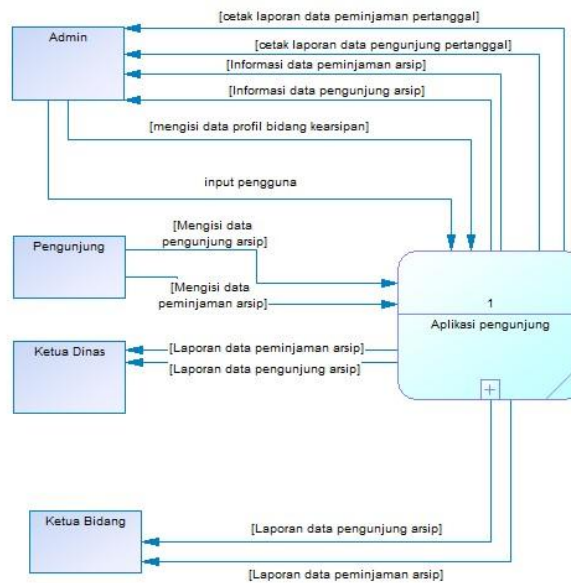 [cetak laporan data peminjaman pertanggal]
Admin
[cetak laporan data pengunjung pertanggal]
[Informasi data peminjaman arsip]
[Informasi data pengunjung arsip]
[mengisi data profil bidang kearsipan]
input pengguna
Pengunjung
[Mengisi data
pengunjung arsip]
[Mengisi data
peminjaman arsip]
1
Aplikasi pengunjung
Ketua Dinas
[Laporan data peminjaman arsip]
[Laporan data pengunjung arsip]
Ketua Bidang
[Laporan data pengunjung arsip]
[Laporan data peminjaman arsip]